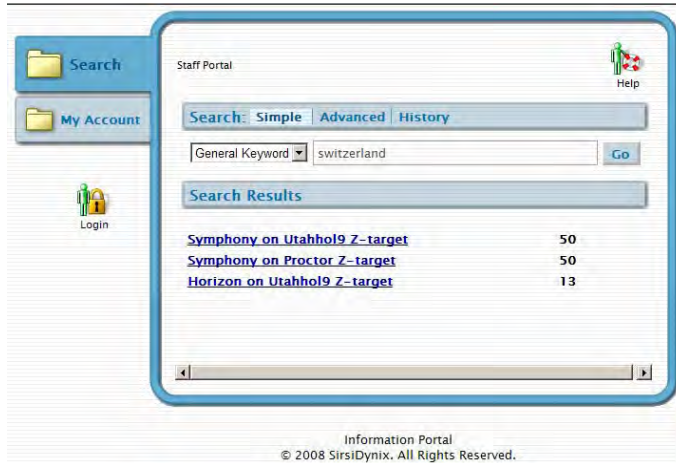 Search
My Account
Login
Staff Portal
Help
Search: Simple Advanced History
General Keyword switzerland Go
Search Results
Symphony on Utahhol9 Z-target 50
Symphony on Proctor Z-target 50
Horizon on Utahhol9 Z-target 13
Information Portal
© 2008 SirsiDynix. All Rights Reserved.